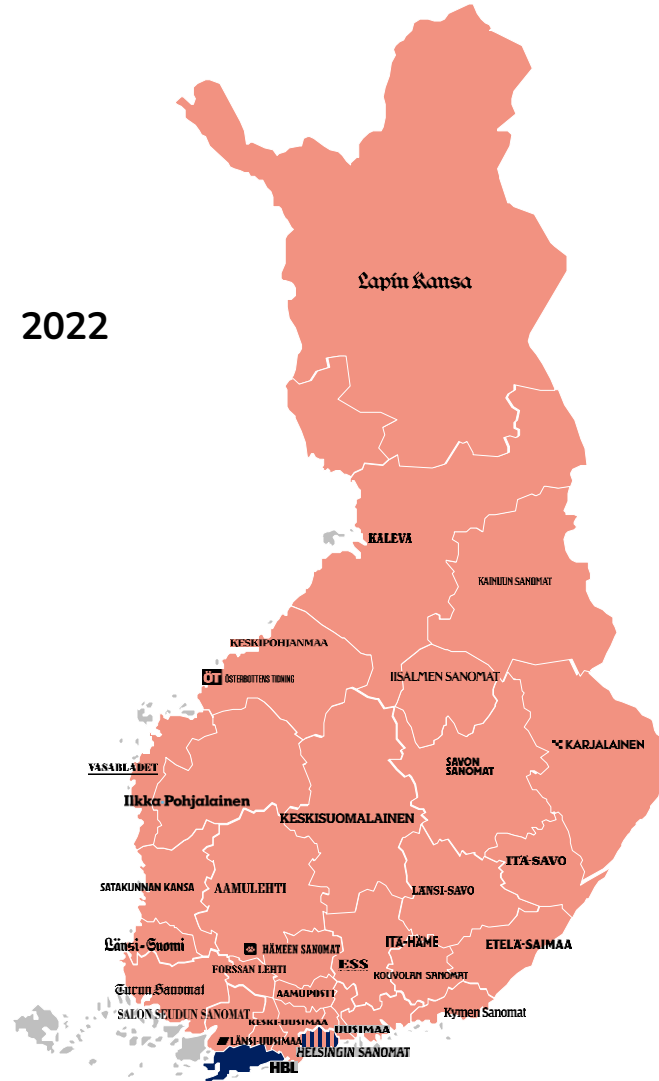 Lapin Kansa
2022
KALEVA
KAINUUN SANOMAT
KESKIPOHJANMAA
ÖT ÖSTERBOTTENS TIDNING
IISALMEN SANOMAT
KARJALAINEN
SAVON
SANOMAT
VASABLADET
Ilkka Pohjalainen
KESKISUOMALAINEN
ITÄ-SAVO
SATAKUNNAN KANSA
AAMULEHTI
LÄNSI-SAVO
Länsi-Suomi
HÄMEEN SANOMAT
ITÄ-HÄME
ETELÄ-SAIMAA
FORSSAN LEHTI
ESS
KOUVOLAN SANOMAT
Turun Sanomat
AAMUPOSTI
SALON SEUDUN SANOMAT
Kymen Sanomat
KESKI-UUSIMAA
UUSIMAA
LÄNSI-UUSIMAA
HELSINGIN SANOMAT
HBL